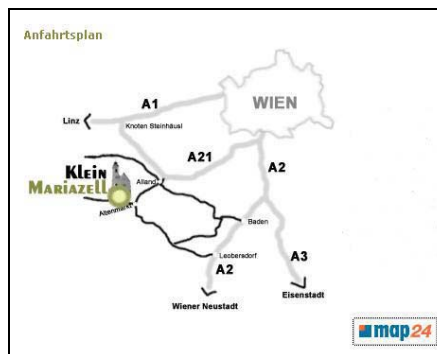 Anfahrtsplan
WIEN
A1
Linz
Knoten Steinhäusl
A21
A2
KLEIN
MARIAZELL
Alland
Altenmarkt
Baden
Leobersdorf
A2
A3
Wiener Neustadt
Eisenstadt
map24